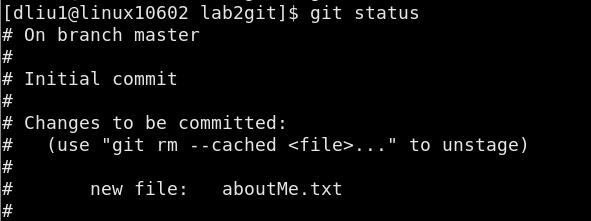 [dliu1@linux10602 lab2git]$ git status
# On branch master
#
# Initial commit
#
# Changes to be committed:
#   (use "git rm --cached <file>..." to unstage)
#
#       new file:   aboutMe.txt
#